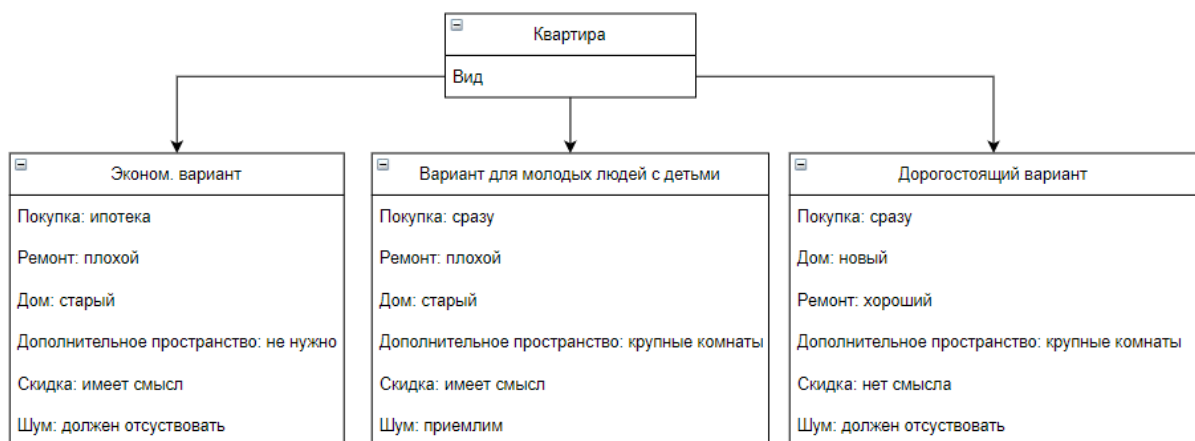 Квартира
Вид
Эконом. вариант
Покупка: ипотека
Ремонт: плохой
Дом: старый
Дополнительное пространство: не нужно
Скидка: имеет смысл
Шум: должен отсуствовать
Вариант для молодых людей с детьми
Покупка: сразу
Ремонт: плохой
Дом: старый
Дополнительное пространство: крупные комнаты
Скидка: имеет смысл
Шум: приемлим
Дорогостоящий вариант
Покупка: сразу
Дом: новый
Ремонт: хороший
Дополнительное пространство: крупные комнаты
Скидка: нет смысла
Шум: должен отсуствовать